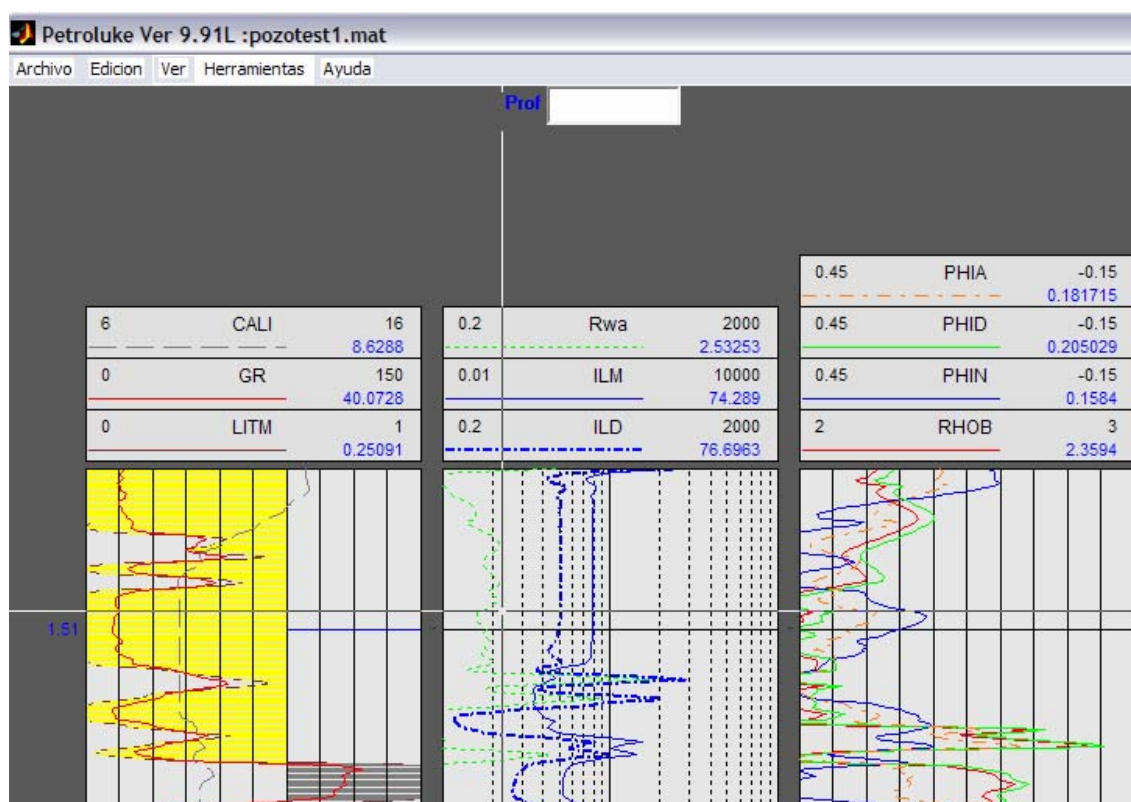 Petroluke Ver 9.91L :pozotest1.mat
Archivo Edicion Ver Herramientas Ayuda
Prof
0.45 PHIA -0.15
0.181715
6 CALI 16
8.6288
0.2 Rwa 2000
2.53253
0.45 PHID -0.15
0.205029
0 GR 150
40.0728
0.01 ILM 10000
74.289
0.45 PHIN -0.15
0.1584
0 LITM 1
0.25091
0.2 ILD 2000
76.6963
2 RHOB 3
2.3594
1.51